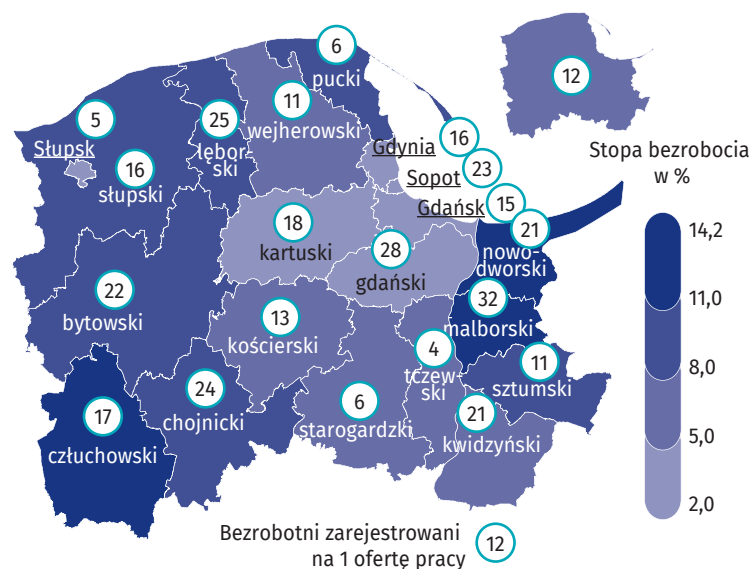 6
pucki
12
11
wejherowski
5
Słupsk
25
lębor-
ski
16
słupski
Gdynia
16
Sopot
23
Gdańsk
15
21
nowo-
dworski
Stopa bezrobocia
w %
14,2
11,0
8,0
5,0
2,0
18
kartuski
28
gdański
22
bytowski
32
malborski
13
kościerski
4
tczew-
ski
11
sztumski
17
człuchowski
24
chojnicki
6
starogardzki
21
kwidzyński
Bezrobotni zarejestrowani
na 1 ofertę pracy
12